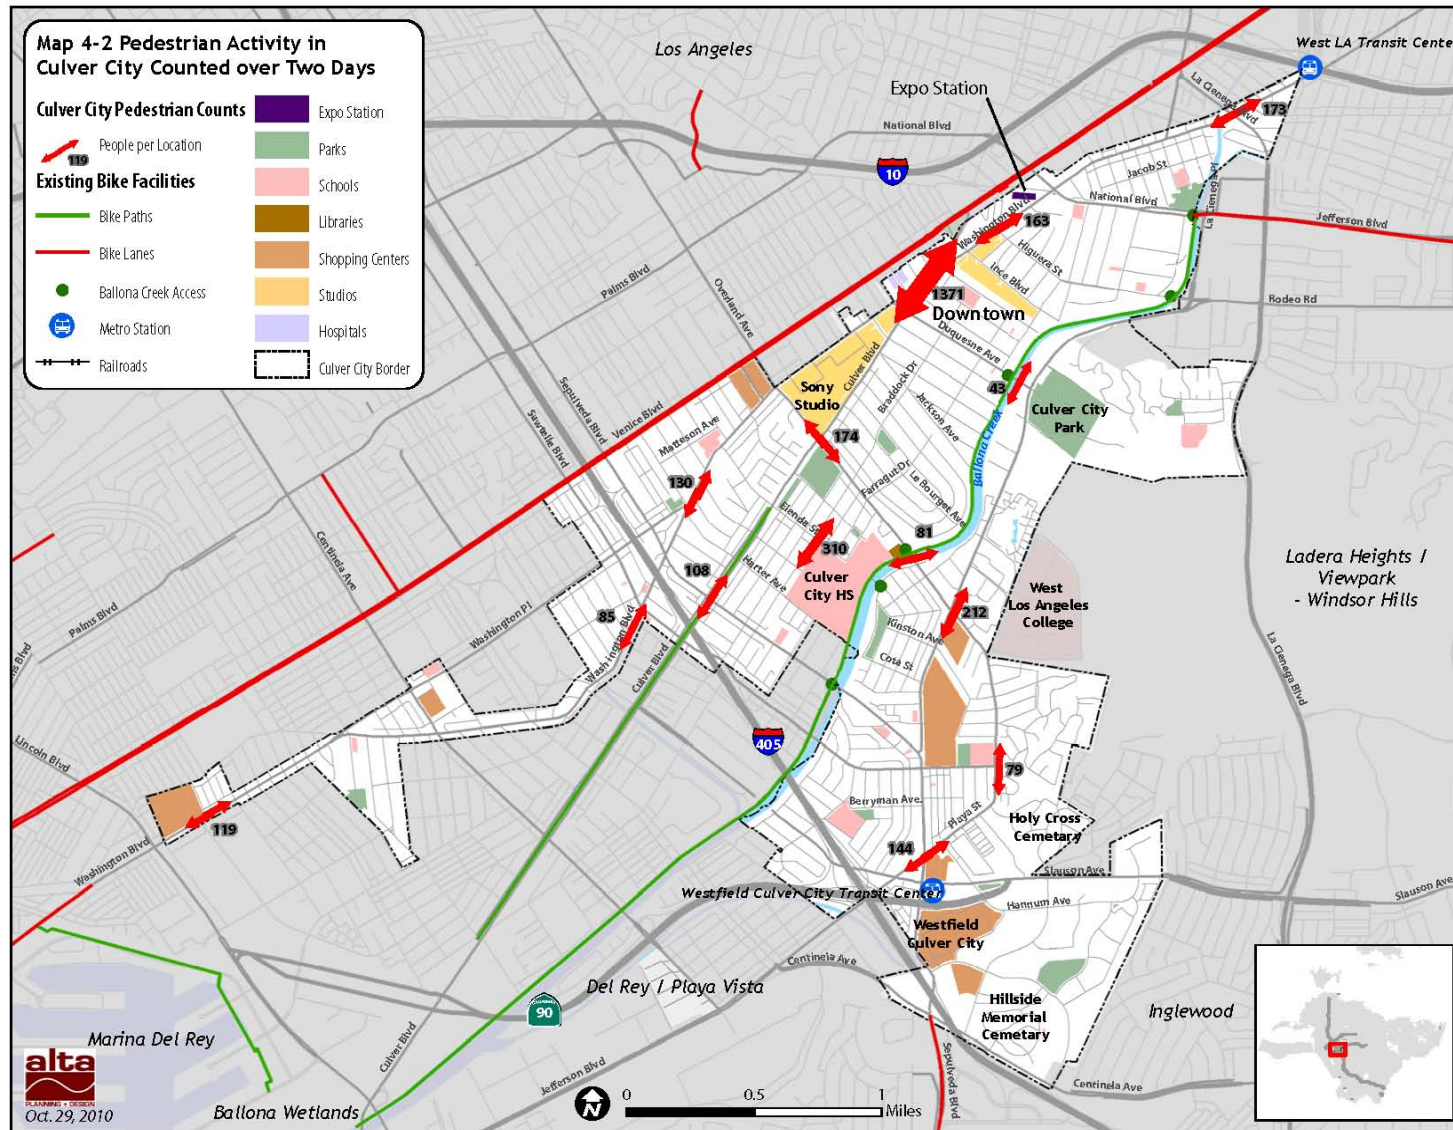 Map 4-2 Pedestrian Activity in
Culver City Counted over Two Days
Culver City Pedestrian Counts
People per Location
119
Existing Bike Facilities
Bike Paths
Bike Lanes
Ballona Creek Access
Metro Station
Railroads
Expo Station
Parks
Schools
Libraries
Shopping Centers
Studios
Hospitals
Culver City Border
Los Angeles
West LA Transit Cente
Expo Station
La Cienega Blvd
173
National Blvd
10
Jacob St
National Blvd
La Cienega Pl
Jefferson Blvd
Washington Blvd
163
Higuera St
Ince Blvd
Palms Blvd
Overland Ave
1371
Downtown
Rodeo Rd
Duquesne Ave
Culver Blvd
Braddock Dr
43
Sony
Studio
Jackson Ave
Culver City
Park
Sepulveda Blvd
Sawtelle Blvd
Venice Blvd
Matteson Ave
174
Ballona Creek
130
Farragut Dr
Le Bourget Ave
Elenda St
310
81
Centinela Ave
108
Harter Ave
Culver
City HS
West
Los Angeles
College
Ladera Heights /
Viewpark
- Windsor Hills
Palms Blvd
Washington Pl
85
Washington Blvd
Culver Blvd
212
Kinston Ave
Cota St
ms Blvd
La Cienega Blvd
Lincoln Blvd
405
79
Berryman Ave.
Playa St
119
Holy Cross
Cemetary
Washington Blvd
144
Slauson Ave
Slauson Ave
Westfield Culver City Transit Center
Hannum Ave
Westfield
Culver City
Centinela Ave
Del Rey / Playa Vista
90
Hillside
Memorial
Cemetary
Inglewood
Marina Del Rey
Culver Blvd
Jefferson Blvd
Sepulveda Blvd
Centinela Ave
alta
PLANNING + DESIGN
Oct. 29, 2010
Ballona Wetlands
N
0 0.5 1
Miles